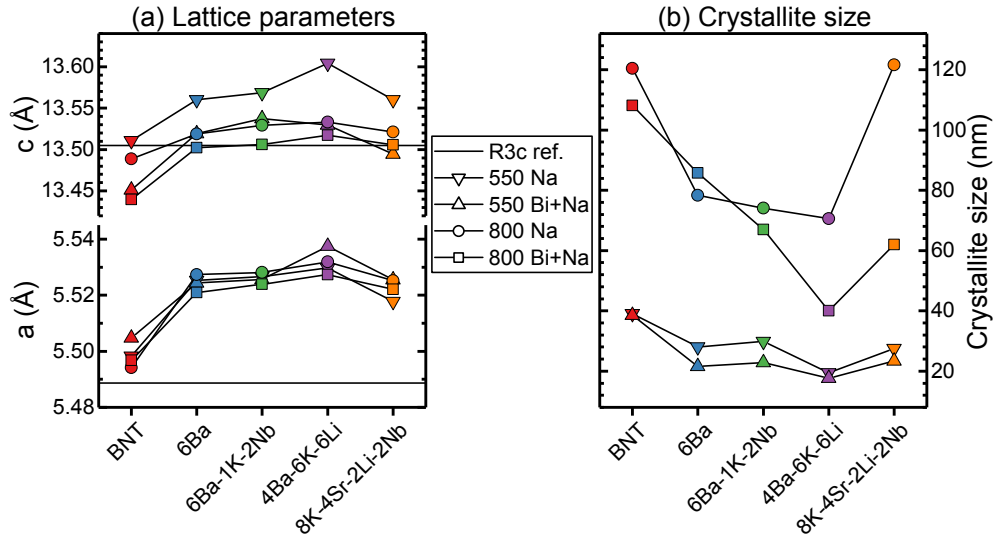 (a) Lattice parameters
c (Å)
13.60
13.55
13.50
13.45
a (Å)
5.54
5.52
5.50
5.48
BNT
6Ba
6Ba-1K-2Nb
4Ba-6K-6Li
8K-4Sr-2Li-2Nb
R3c ref.
550 Na
550 Bi+Na
800 Na
800 Bi+Na
(b) Crystallite size
120
100
80
60
40
20
Crystallite size (nm)
BNT
6Ba
6Ba-1K-2Nb
4Ba-6K-6Li
8K-4Sr-2Li-2Nb